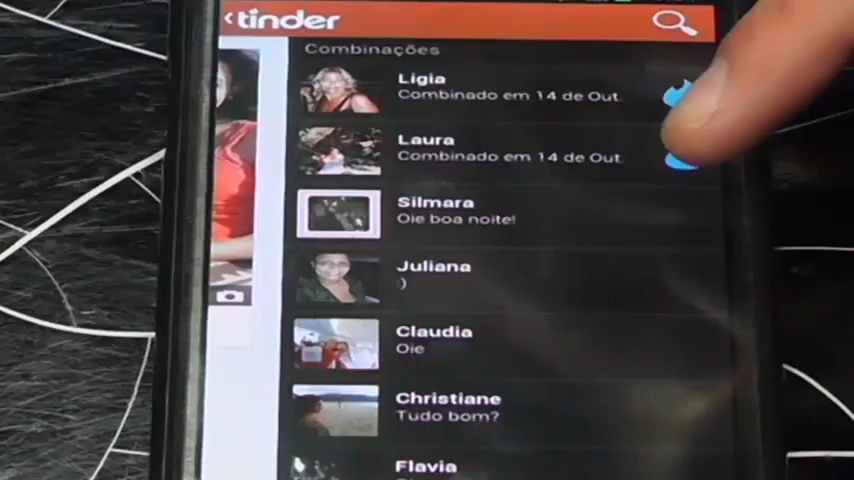 tinder
Combinações
Ligia
Combinado em 14 de Out.
Laura
Combinado em 14 de Out.
Silmara
Oie boa noite!
Juliana
)
Claudia
Oie
Christiane
Tudo bom?
Flavia